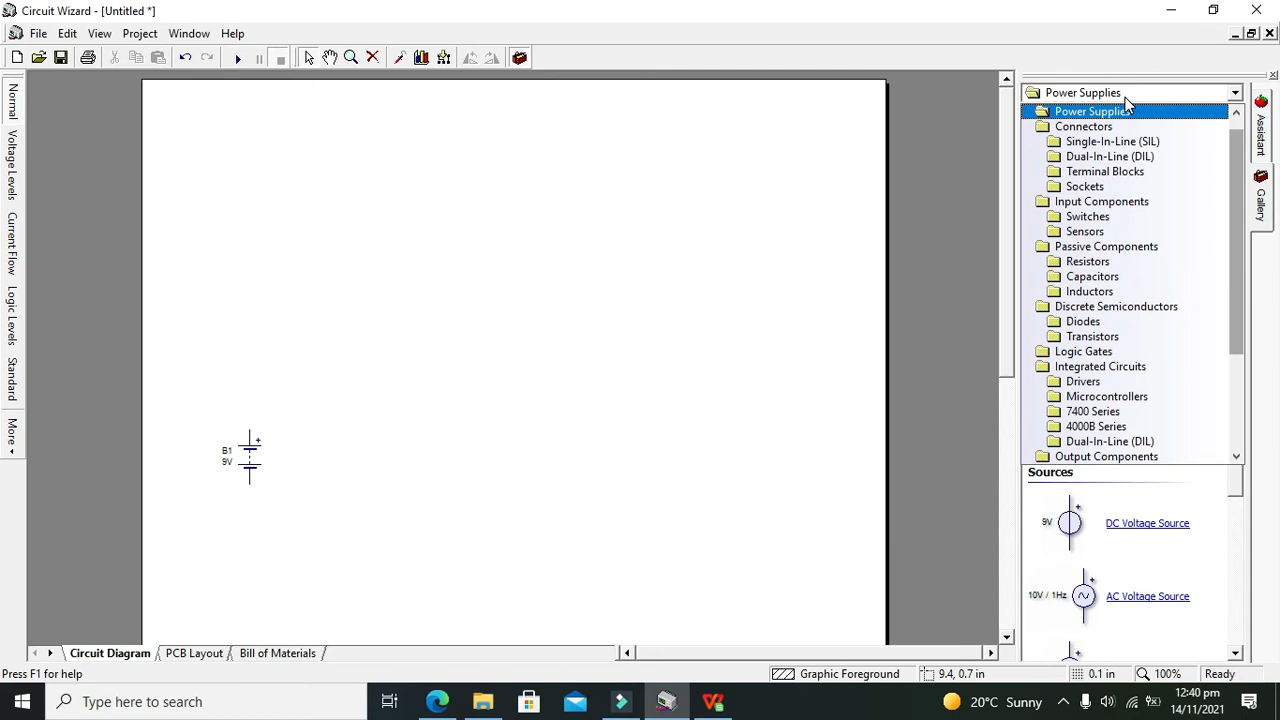 Circuit Wizard - [Untitled *]
File Edit View Project Window Help
Normal
Voltage Levels
Current Flow
Logic Levels
Standard
More
B1
9V
Power Supplies
Power Supplies
Connectors
Single-In-Line (SIL)
Dual-In-Line (DIL)
Terminal Blocks
Sockets
Input Components
Switches
Sensors
Passive Components
Resistors
Capacitors
Inductors
Discrete Semiconductors
Diodes
Transistors
Logic Gates
Integrated Circuits
Drivers
Microcontrollers
7400 Series
4000B Series
Dual-In-Line (DIL)
Output Components
Sources
9V DC Voltage Source
10V / 1Hz AC Voltage Source
Assistant
Gallery
Circuit Diagram PCB Layout Bill of Materials
Press F1 for help Graphic Foreground 9.4, 0.7 in 0.1 in 100% Ready
Type here to search 20°C Sunny 12:40 pm
14/11/2021